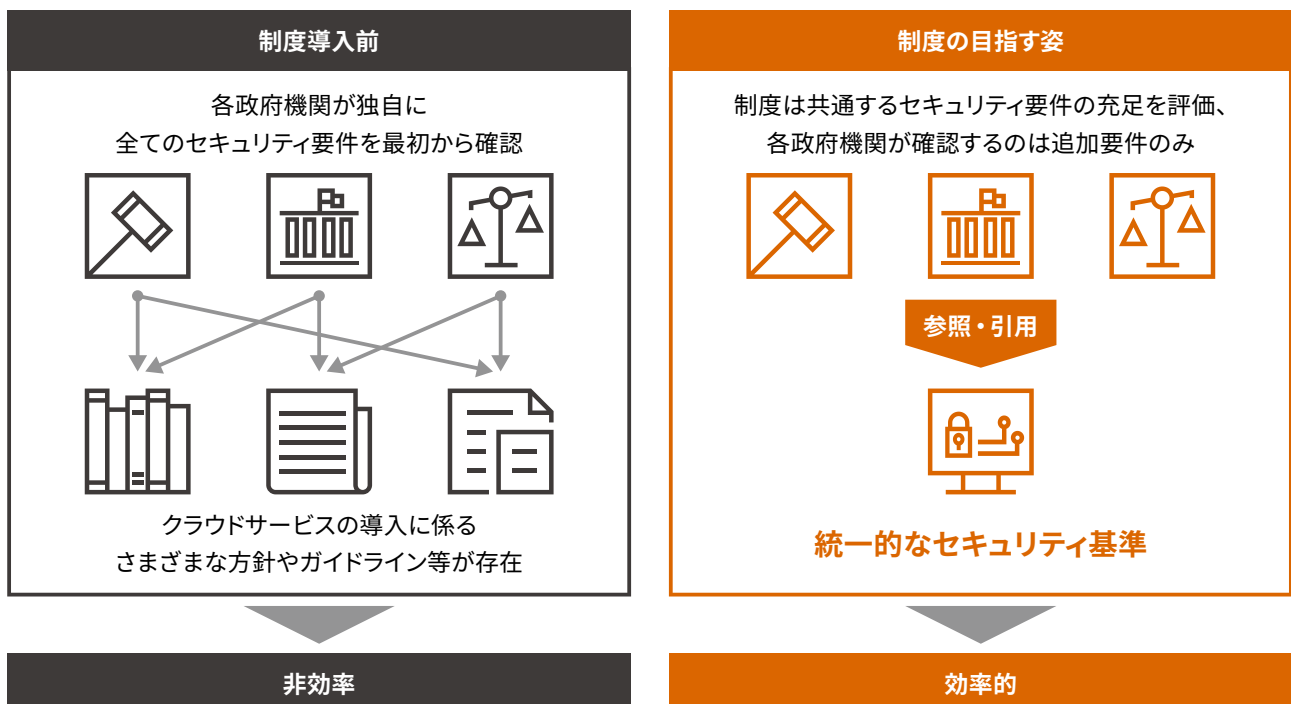 制度導入前
各政府機関が独自に
全てのセキュリティ要件を最初から確認
クラウドサービスの導入に係る
さまざまな方針やガイドライン等が存在
非効率
制度の目指す姿
制度は共通するセキュリティ要件の充足を評価、
各政府機関が確認するのは追加要件のみ
参照・引用
統一的なセキュリティ基準
効率的